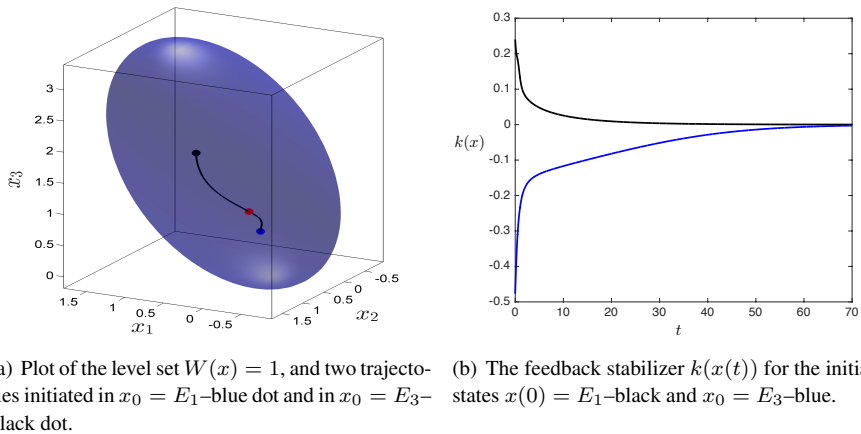 3
2.5
2
1.5
1
0.5
0
x₃
1.5
1
0.5
0
-0.5
x₁
1.5
1
0.5
0
-0.5
x₂
0.3
0.2
0.1
0
-0.1
-0.2
-0.3
-0.4
-0.5
k(x)
0 10 20 30 40 50 60 70
t
) Plot of the level set W(x) = 1, and two trajecto-
es initiated in x₀ = E₁–blue dot and in x₀ = E₃–
lack dot.
(b) The feedback stabilizer k(x(t)) for the initia
states x(0) = E₁–black and x₀ = E₃–blue.